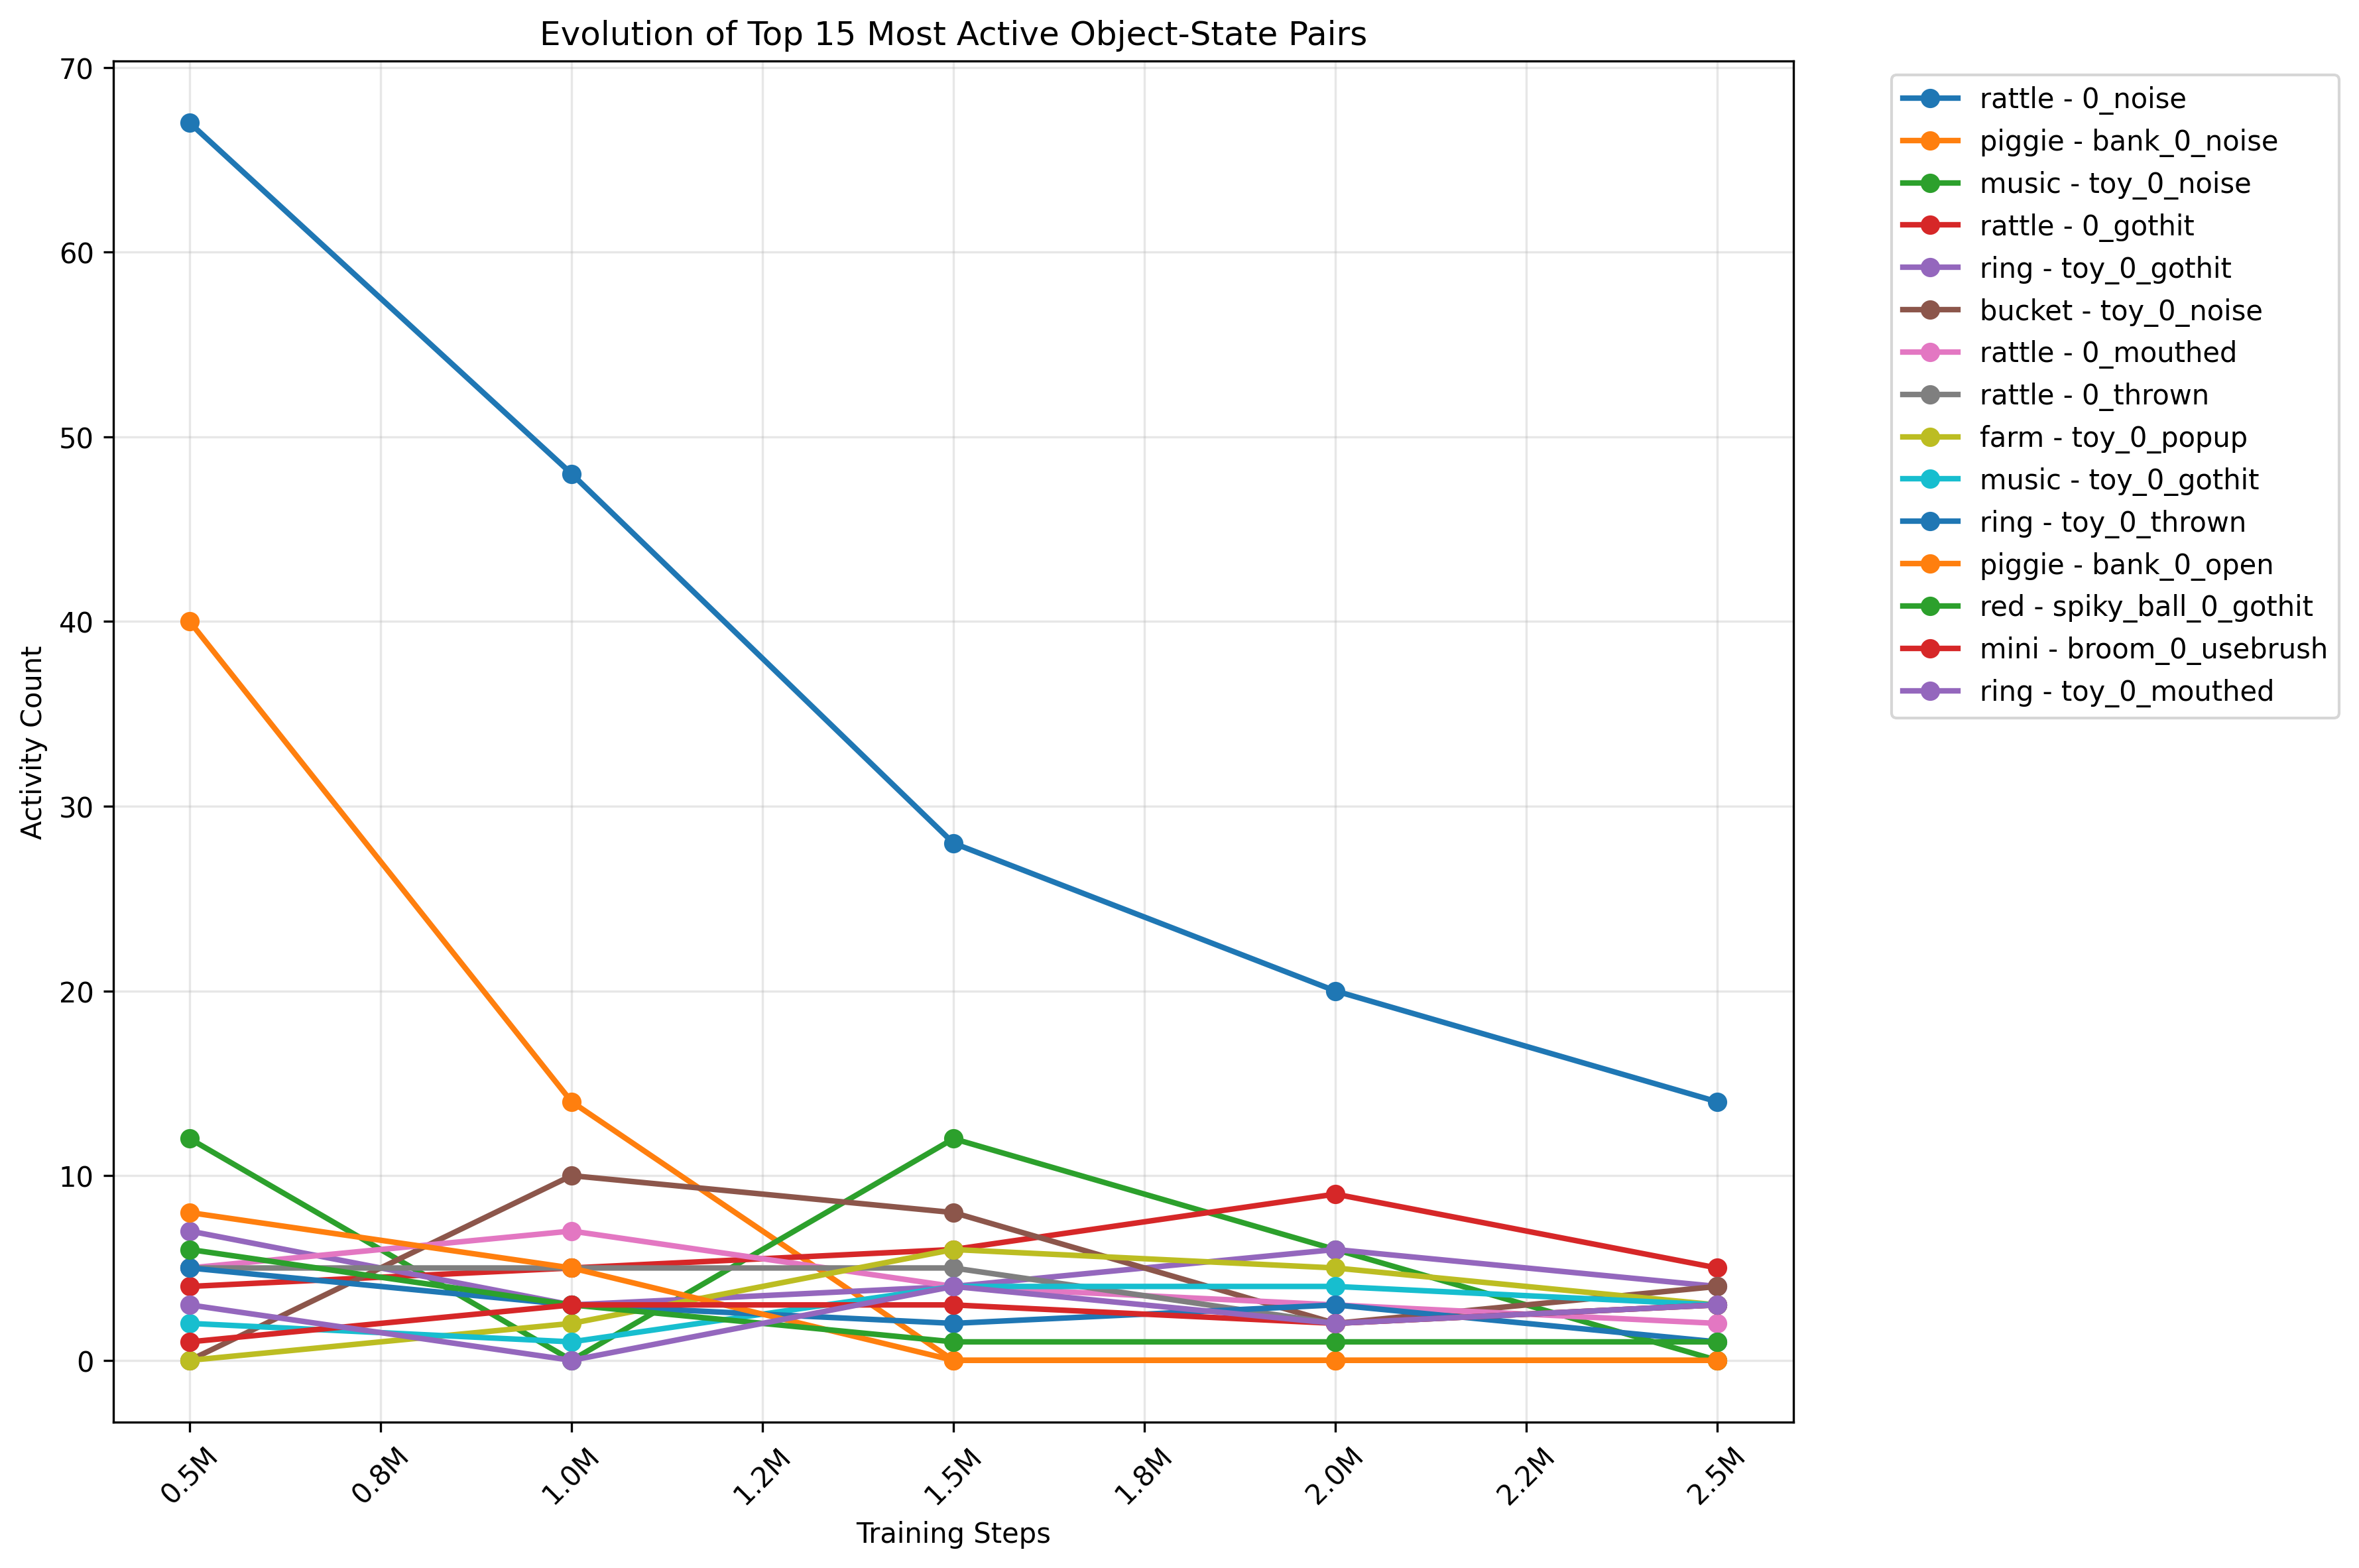 Evolution of Top 15 Most Active Object-State Pairs
70
60
50
40
30
20
10
0
Activity Count
0.5M
0.8M
1.0M
1.2M
1.5M
1.8M
2.0M
2.2M
2.5M
Training Steps
rattle - 0_noise
piggie - bank_0_noise
music - toy_0_noise
rattle - 0_gothit
ring - toy_0_gothit
bucket - toy_0_noise
rattle - 0_mouthed
rattle - 0_thrown
farm - toy_0_popup
music - toy_0_gothit
ring - toy_0_thrown
piggie - bank_0_open
red - spiky_ball_0_gothit
mini - broom_0_usebrush
ring - toy_0_mouthed